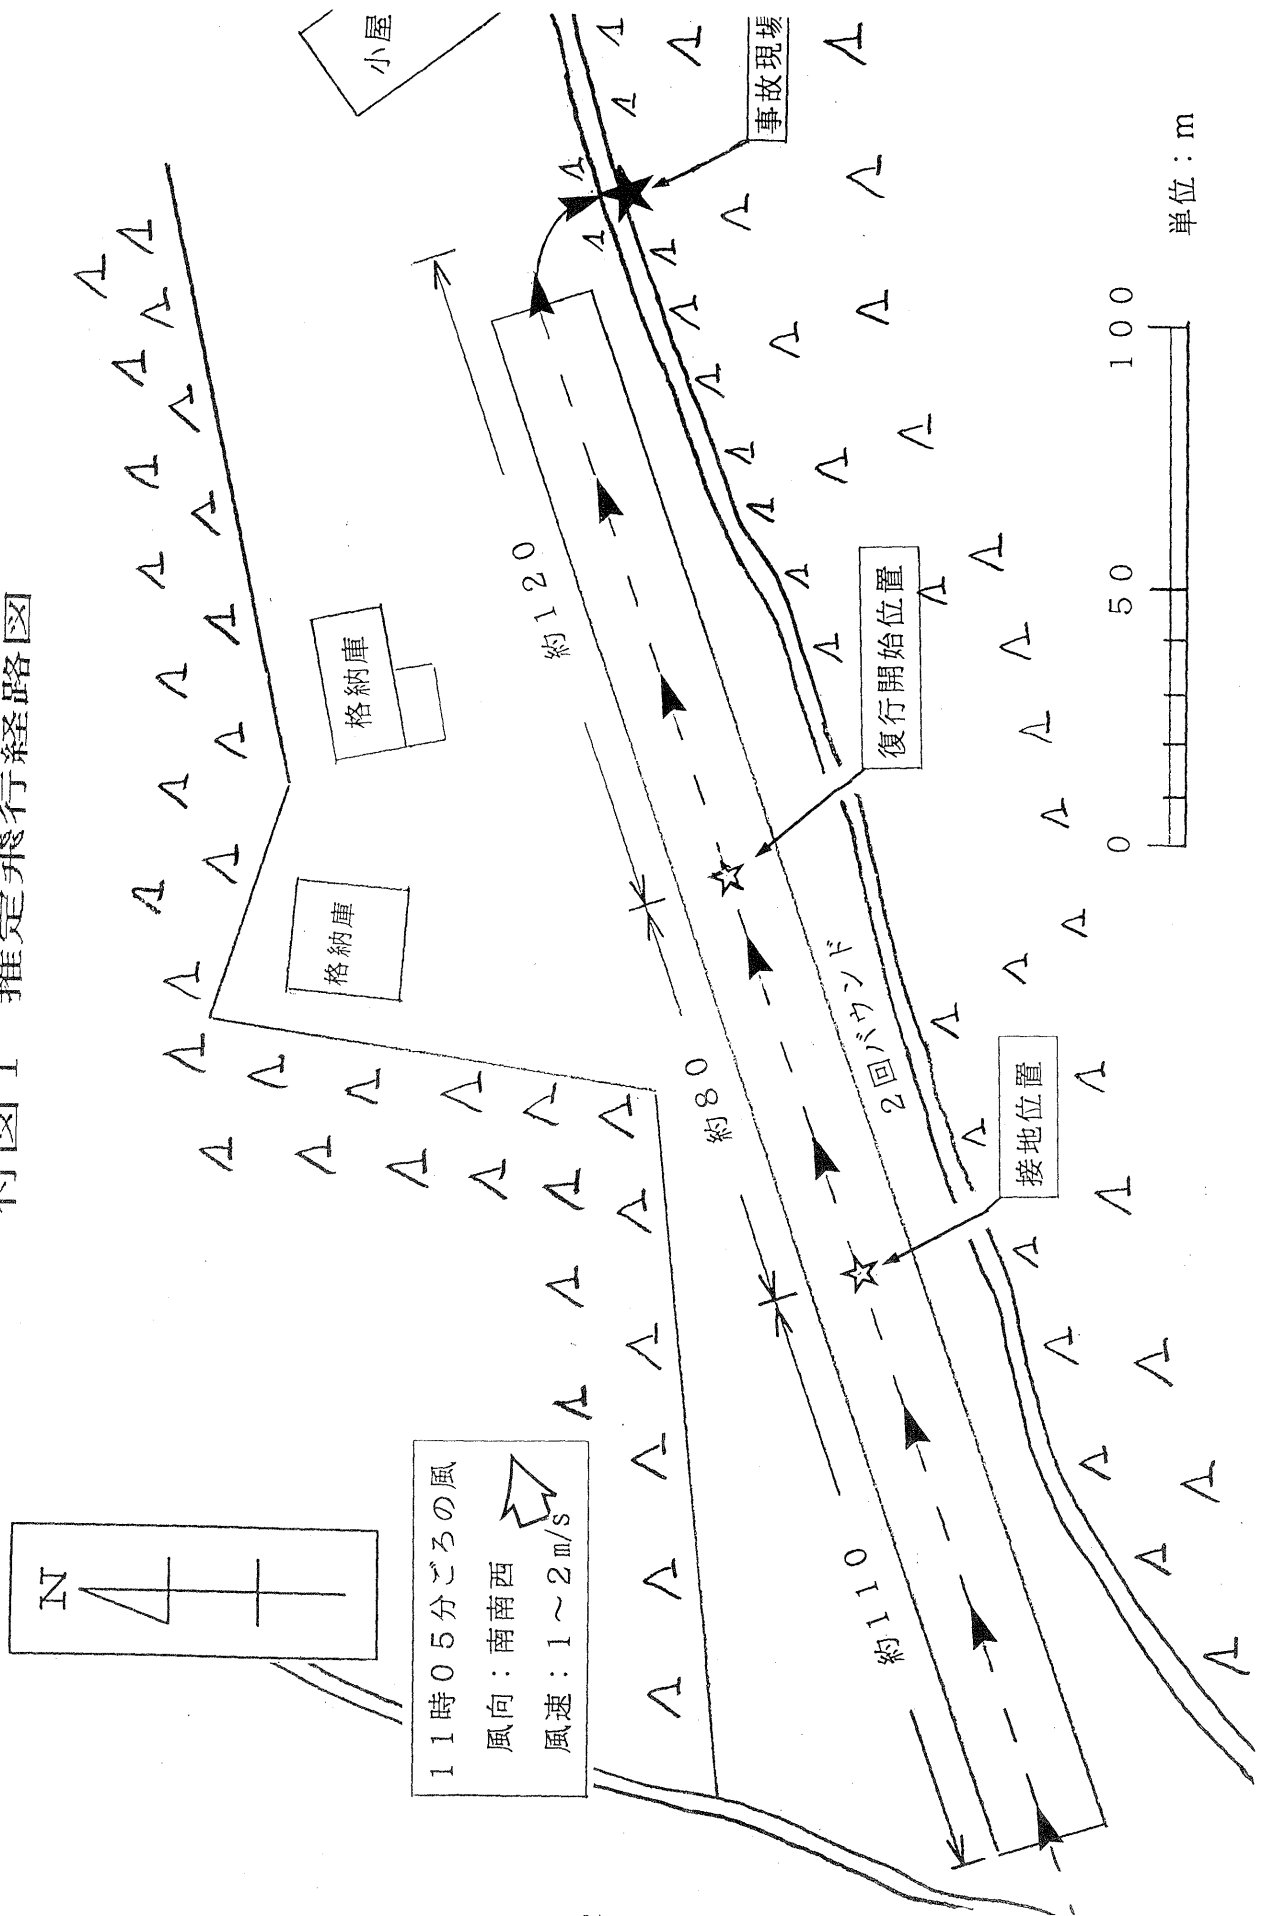 付図1 推定飛行経路図
N
11時05分ごろの風
風向:南南西
風速:1~2m/s
格納庫
格納庫
小屋
約110
約80
約120
2回バウンド
接地位置
復行開始位置
事故現場
0 50 100
単位:m